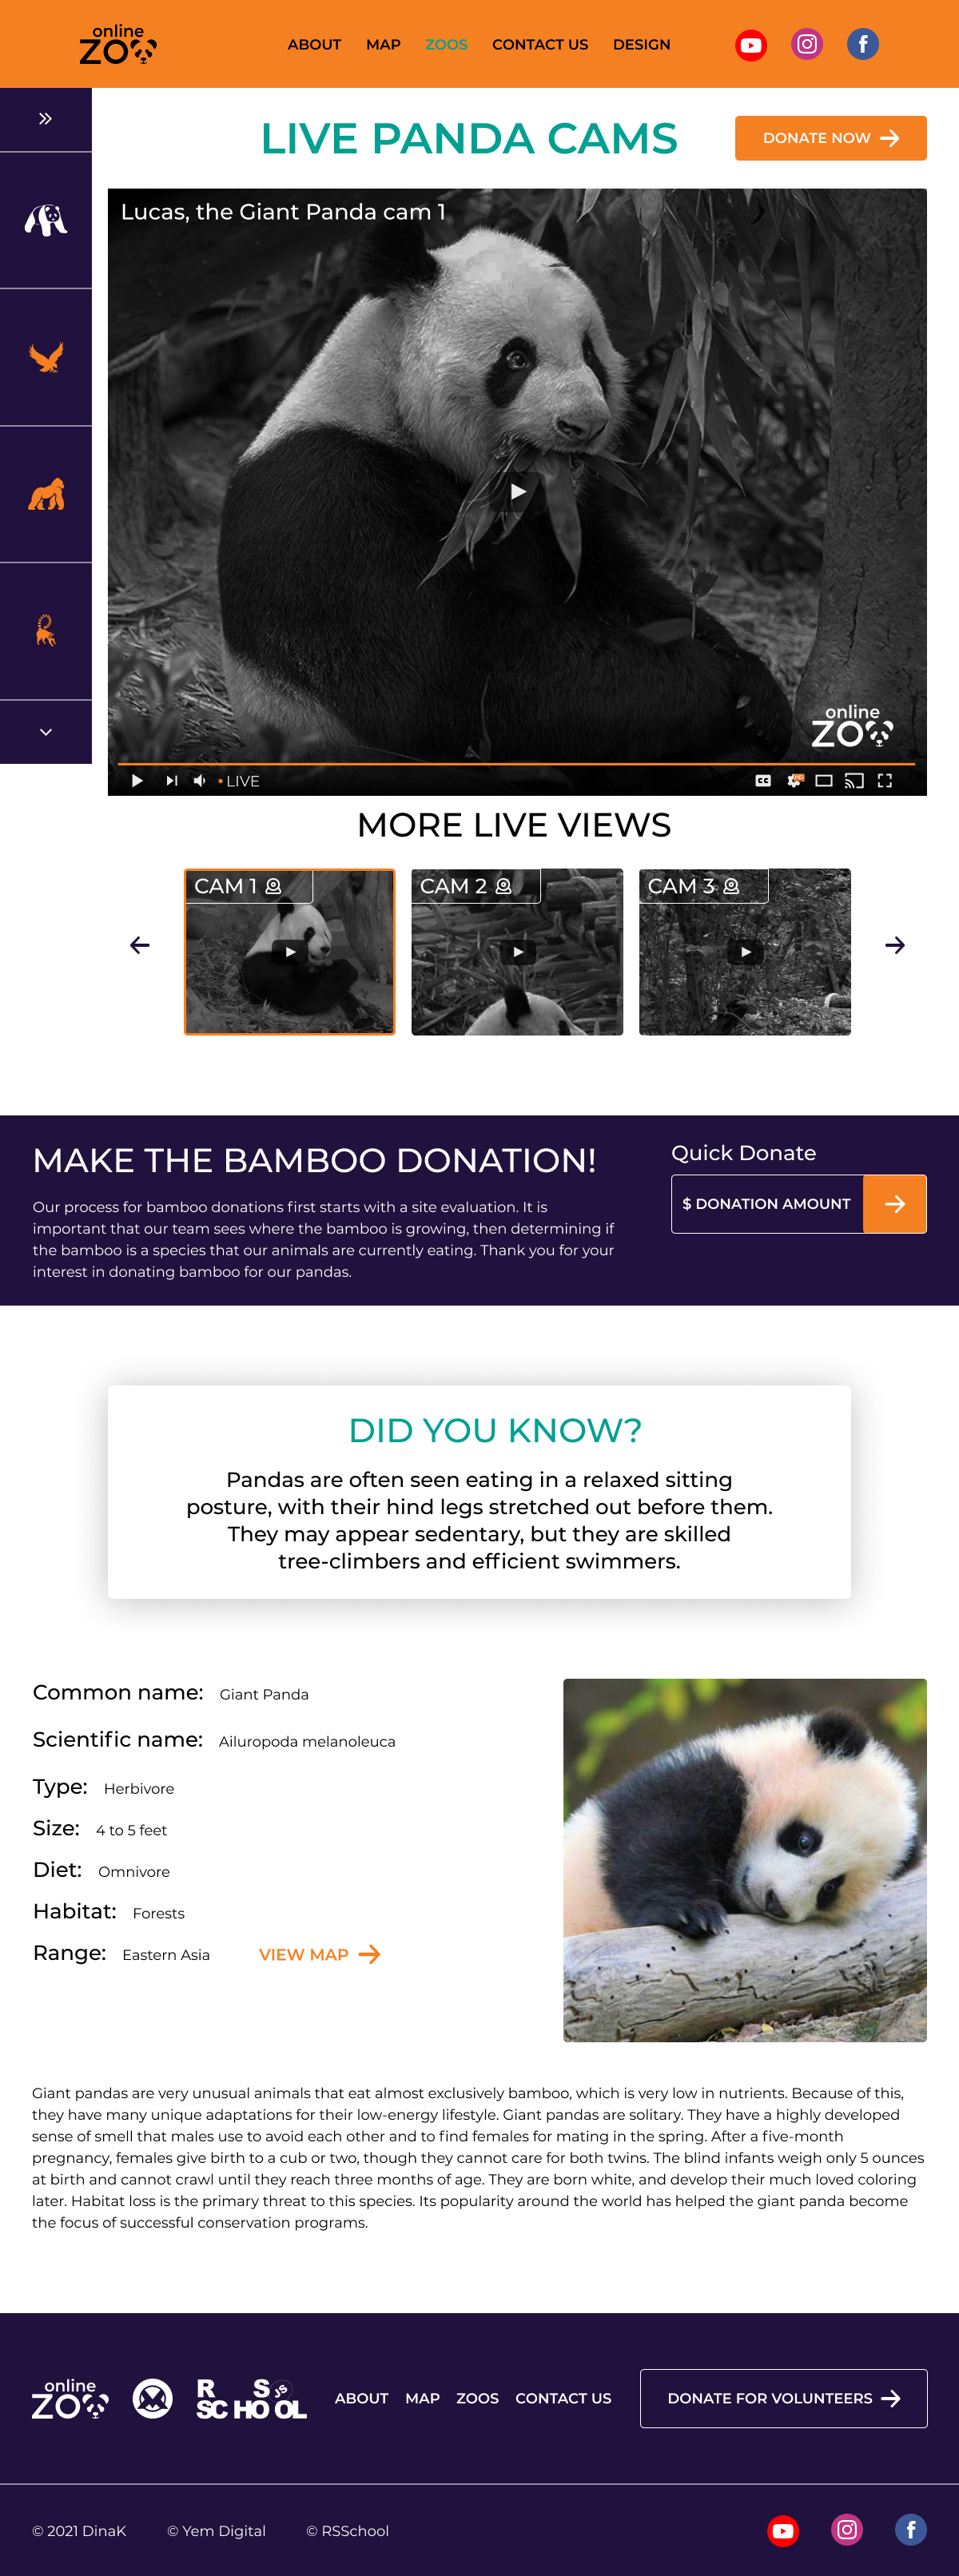 online
ZOO
ABOUT MAP ZOOS CONTACT US DESIGN
LIVE PANDA CAMS
DONATE NOW
Lucas, the Giant Panda cam 1
online
ZOO
LIVE
CC
HD
MORE LIVE VIEWS
CAM 1
CAM 2
CAM 3
MAKE THE BAMBOO DONATION!
Our process for bamboo donations first starts with a site evaluation. It is
important that our team sees where the bamboo is growing, then determining if
the bamboo is a species that our animals are currently eating. Thank you for your
interest in donating bamboo for our pandas.
Quick Donate
$ DONATION AMOUNT
DID YOU KNOW?
Pandas are often seen eating in a relaxed sitting
posture, with their hind legs stretched out before them.
They may appear sedentary, but they are skilled
tree-climbers and efficient swimmers.
Common name: Giant Panda
Scientific name: Ailuropoda melanoleuca
Type: Herbivore
Size: 4 to 5 feet
Diet: Omnivore
Habitat: Forests
Range: Eastern Asia VIEW MAP
Giant pandas are very unusual animals that eat almost exclusively bamboo, which is very low in nutrients. Because of this,
they have many unique adaptations for their low-energy lifestyle. Giant pandas are solitary. They have a highly developed
sense of smell that males use to avoid each other and to find females for mating in the spring. After a five-month
pregnancy, females give birth to a cub or two, though they cannot care for both twins. The blind infants weigh only 5 ounces
at birth and cannot crawl until they reach three months of age. They are born white, and develop their much loved coloring
later. Habitat loss is the primary threat to this species. Its popularity around the world has helped the giant panda become
the focus of successful conservation programs.
online
ZOO
RS JS
SCHOOL
ABOUT MAP ZOOS CONTACT US
DONATE FOR VOLUNTEERS
© 2021 DinaK © Yem Digital © RSSchool